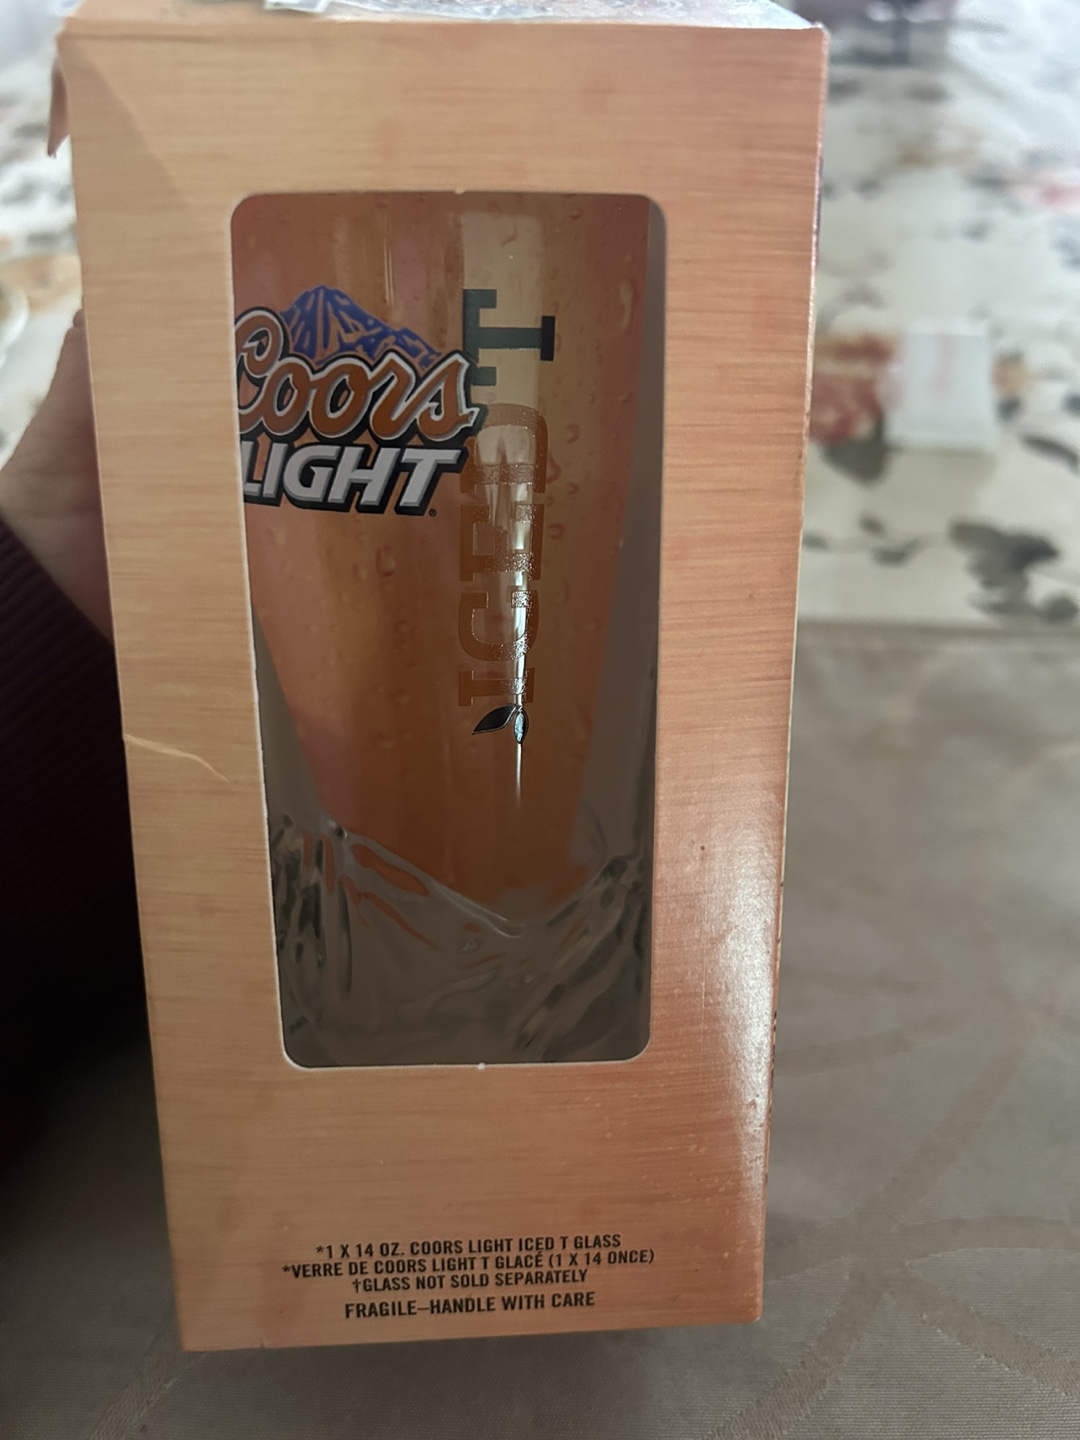 Coors
LIGHT
ICED T
*1 X 14 OZ. COORS LIGHT ICED T GLASS
*VERRE DE COORS LIGHT T GLACÉ (1 X 14 ONCE)
†GLASS NOT SOLD SEPARATELY
FRAGILE–HANDLE WITH CARE